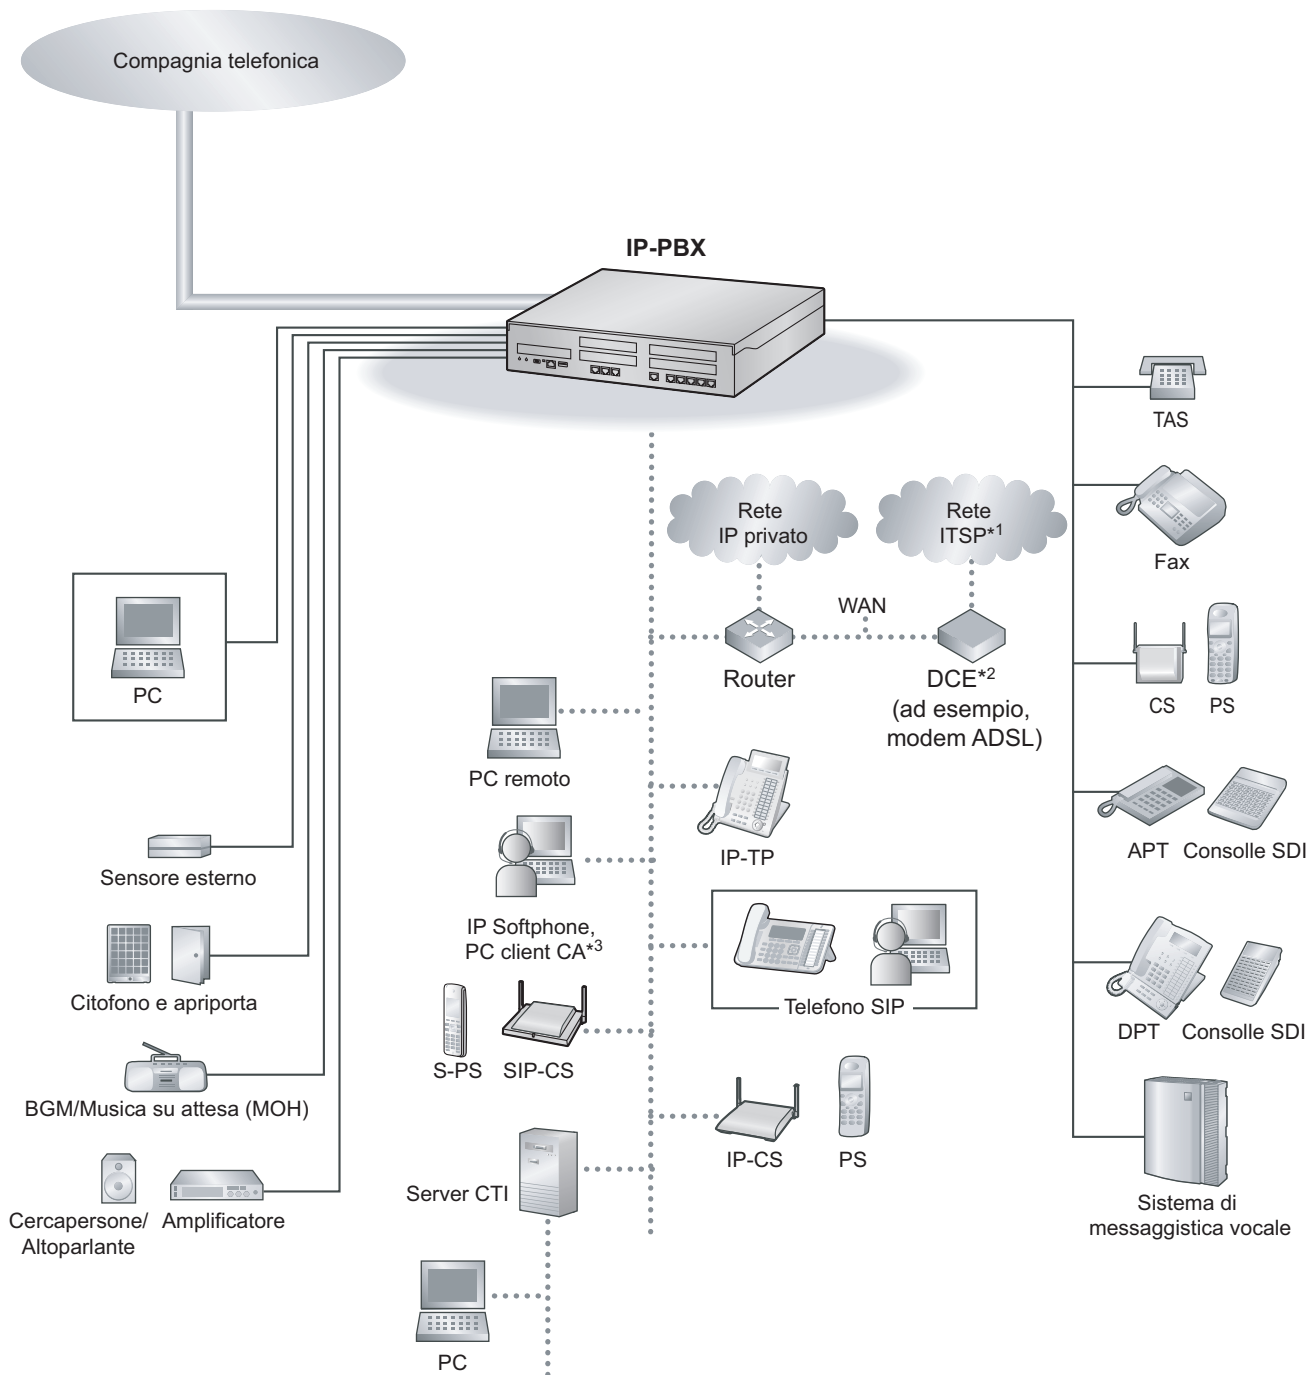 Compagnia telefonica
IP-PBX
TAS
Rete
IP privato
Rete
ITSP*1
Fax
WAN
PC
Router
DCE*2
(ad esempio,
modem ADSL)
CS
PS
PC remoto
IP-TP
APT
Consolle SDI
Sensore esterno
IP Softphone,
PC client CA*3
Citofono e apriporta
Telefono SIP
DPT
Consolle SDI
S-PS
SIP-CS
BGM/Musica su attesa (MOH)
IP-CS
PS
Server CTI
Cercapersone/
Altoparlante
Amplificatore
Sistema di
messaggistica vocale
PC